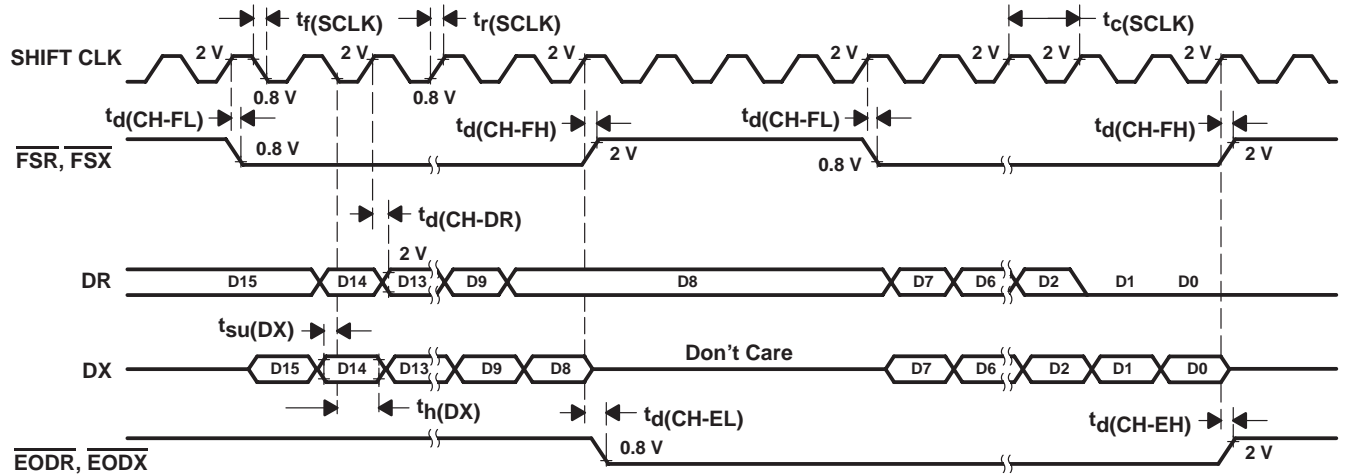 tf(SCLK) tr(SCLK) tc(SCLK)
SHIFT CLK 2 V 2 V 2 V 2 V 2 V 2 V 2 V 2 V
0.8 V 0.8 V
td(CH-FL) td(CH-FH) td(CH-FL) td(CH-FH)
FSR, FSX 0.8 V 2 V 0.8 V 2 V
td(CH-DR)
2 V
DR D15 D14 D13 D9 D8 D7 D6 D2 D1 D0
tsu(DX)
DX D15 D14 D13 D9 D8 Don't Care D7 D6 D2 D1 D0
th(DX) td(CH-EL) td(CH-EH)
EODR, EODX 0.8 V 2 V